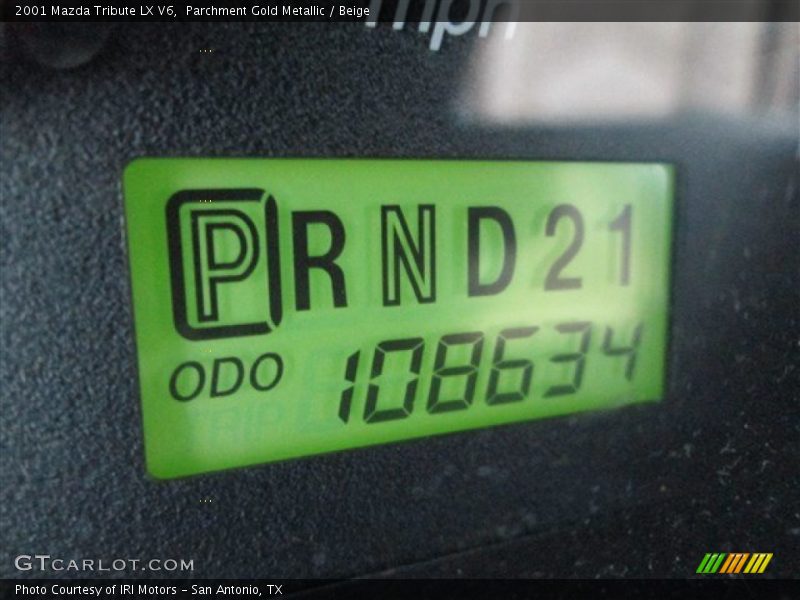 2001 Mazda Tribute LX V6,  Parchment Gold Metallic / Beige
mph
P R N D 2 1
ODO 108634
GTCARLOT.COM
Photo Courtesy of IRI Motors – San Antonio, TX